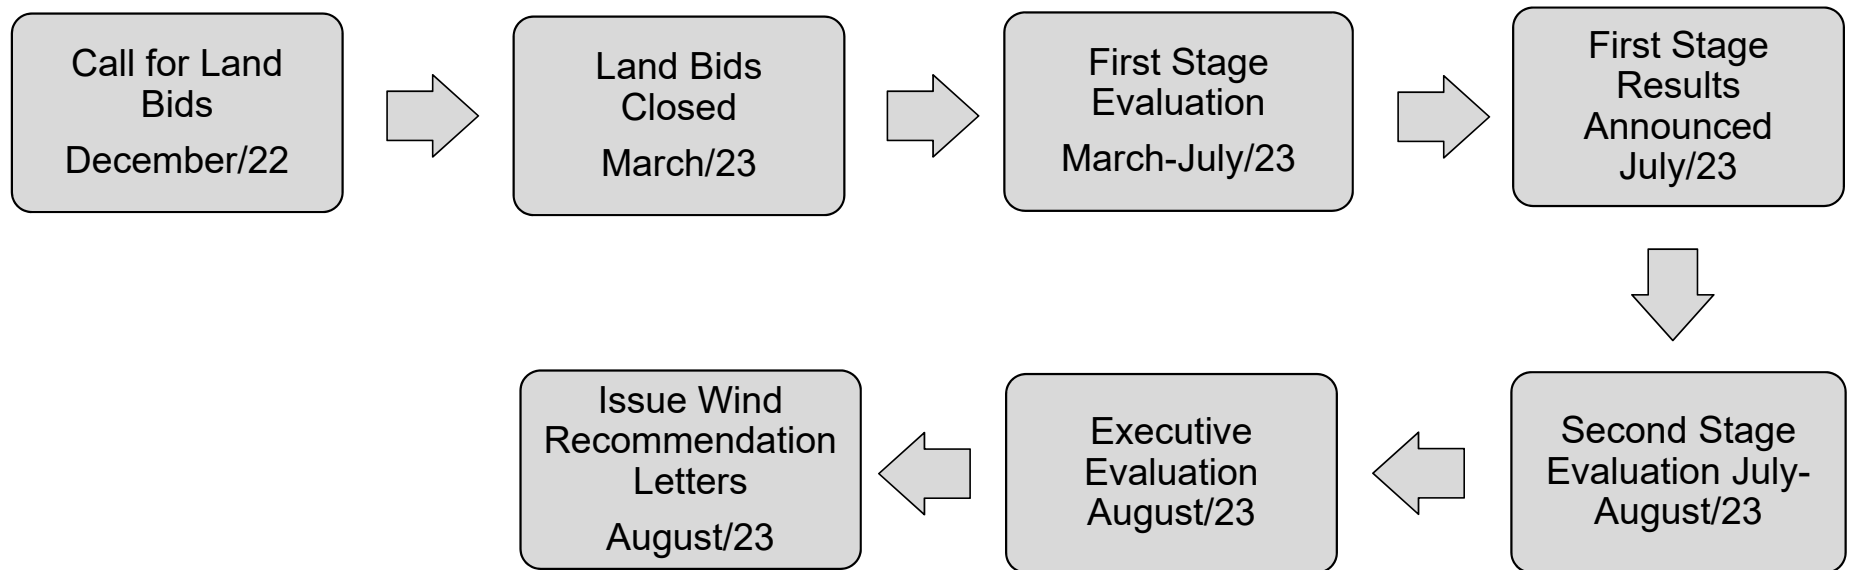 Call for Land
Bids
December/22
Land Bids
Closed
March/23
First Stage
Evaluation
March-July/23
First Stage
Results
Announced
July/23
Second Stage
Evaluation July-
August/23
Executive
Evaluation
August/23
Issue Wind
Recommendation
Letters
August/23